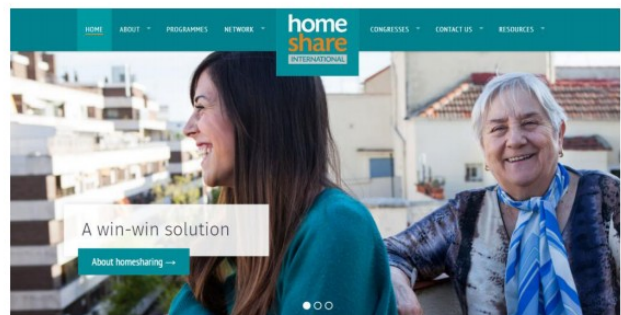 HOME
ABOUT
PROGRAMMES
NETWORK
home
share
INTERNATIONAL
CONGRESSES
CONTACT US
RESOURCES
A win-win solution
About homesharing →